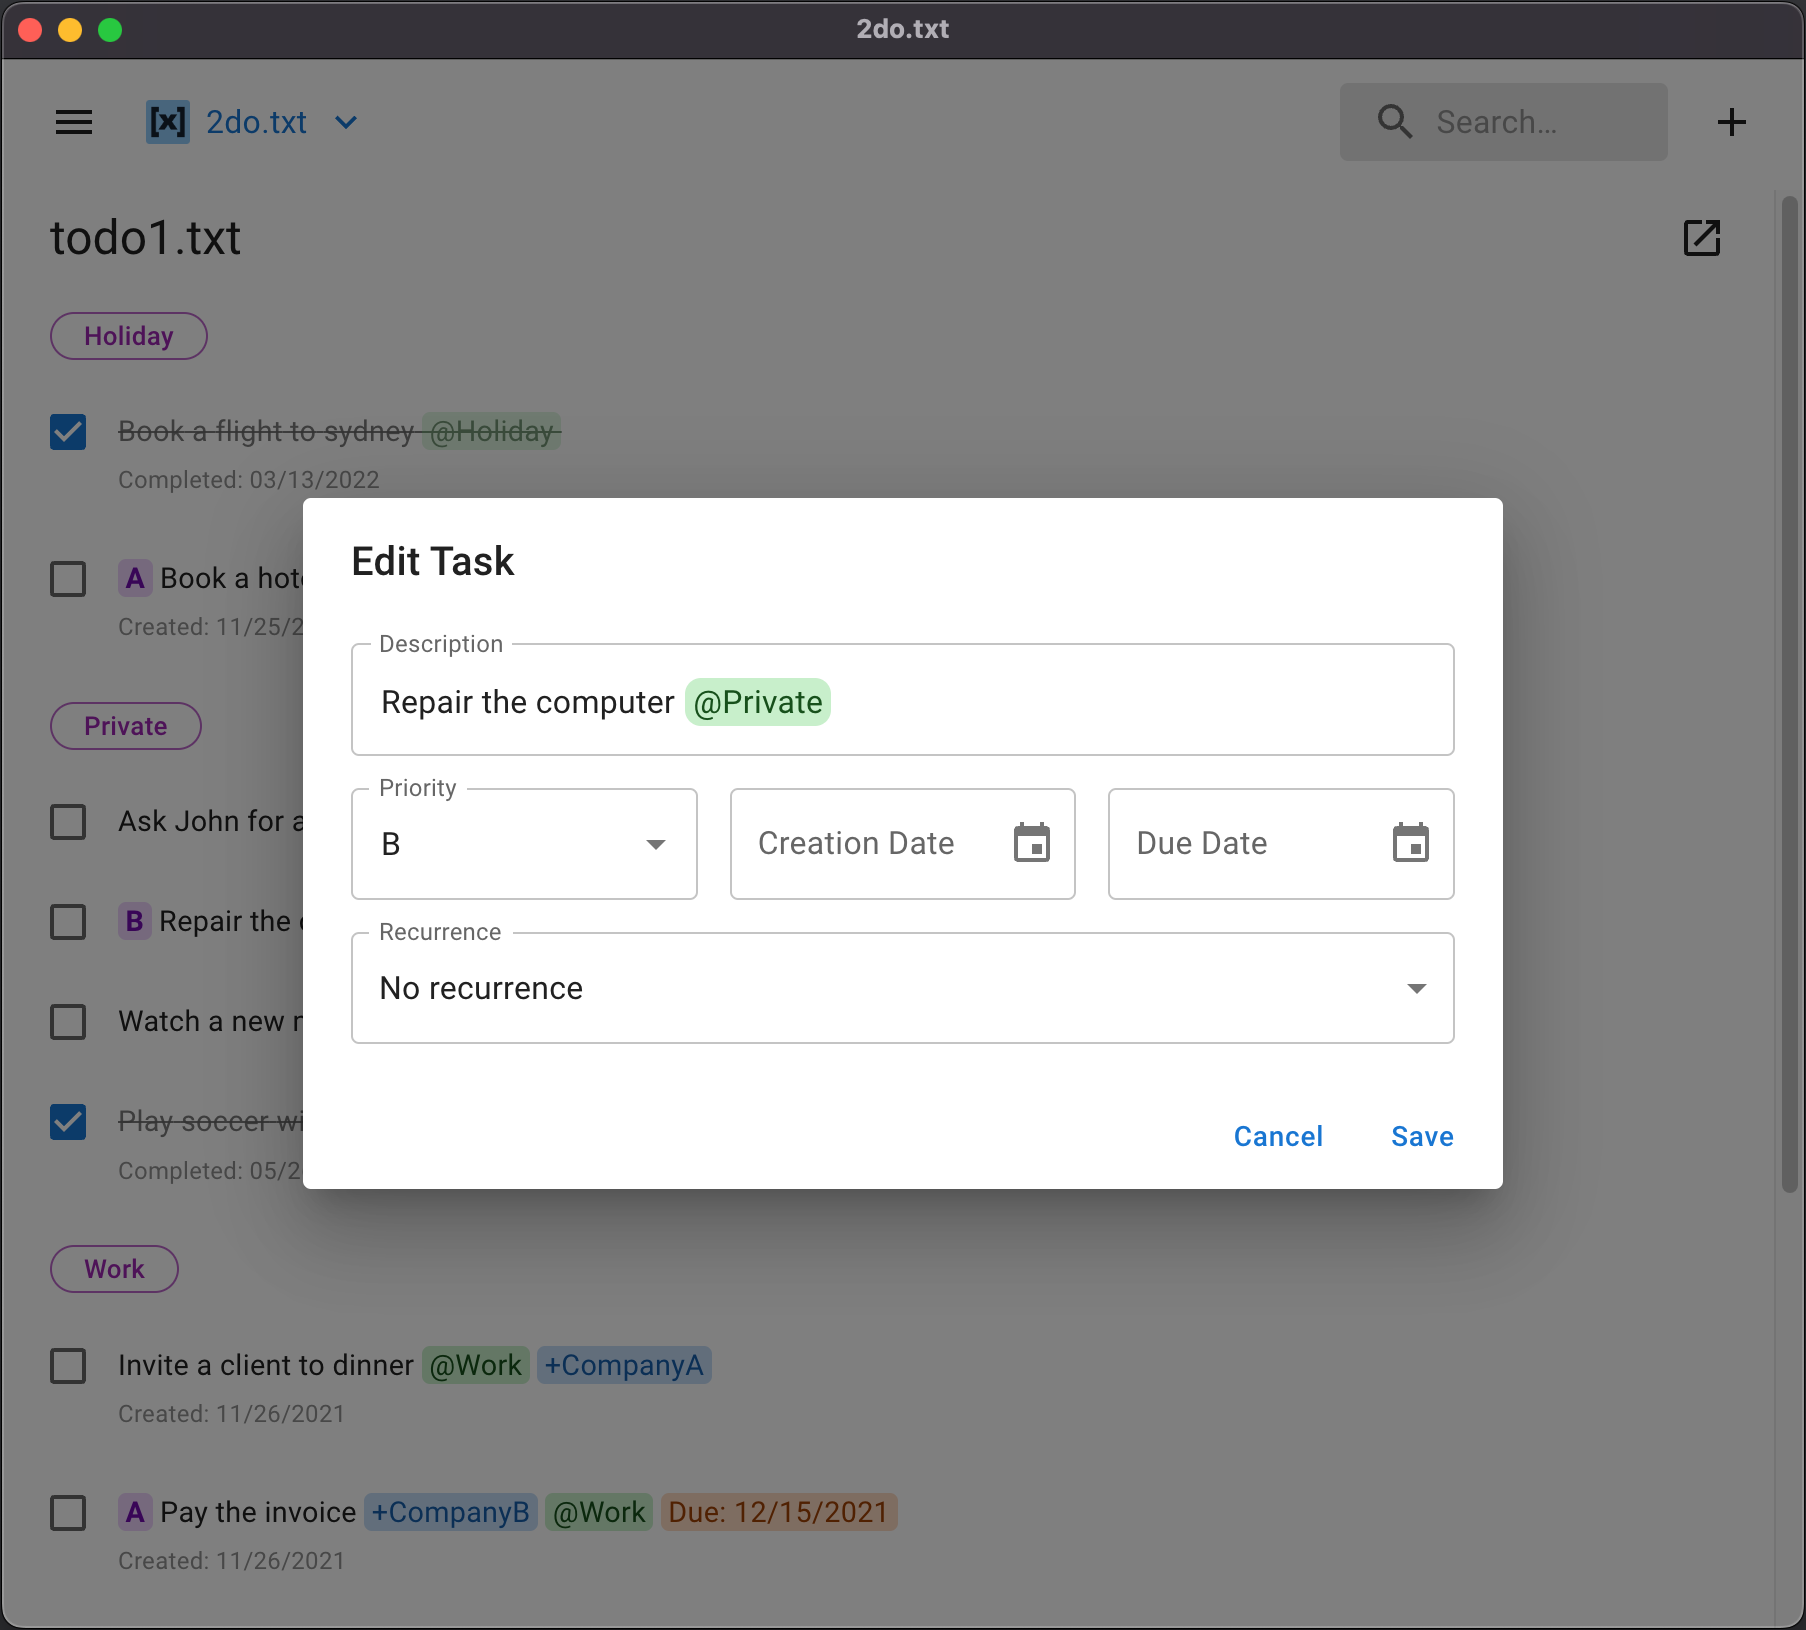 2do.txt
[x] 2do.txt
Search...
todo1.txt
Holiday
Book a flight to sydney @Holiday
Completed: 03/13/2022
A Book a
Created: 11/25/2
Edit Task
Description
Repair the computer @Private
Priority
B
Creation Date
Due Date
Recurrence
No recurrence
Cancel
Save
Private
Ask John for
B Repair the
Watch a new
Play soccer
Completed: 05/2
Work
Invite a client to dinner @Work +CompanyA
Created: 11/26/2021
A Pay the invoice +CompanyB @Work Due: 12/15/2021
Created: 11/26/2021